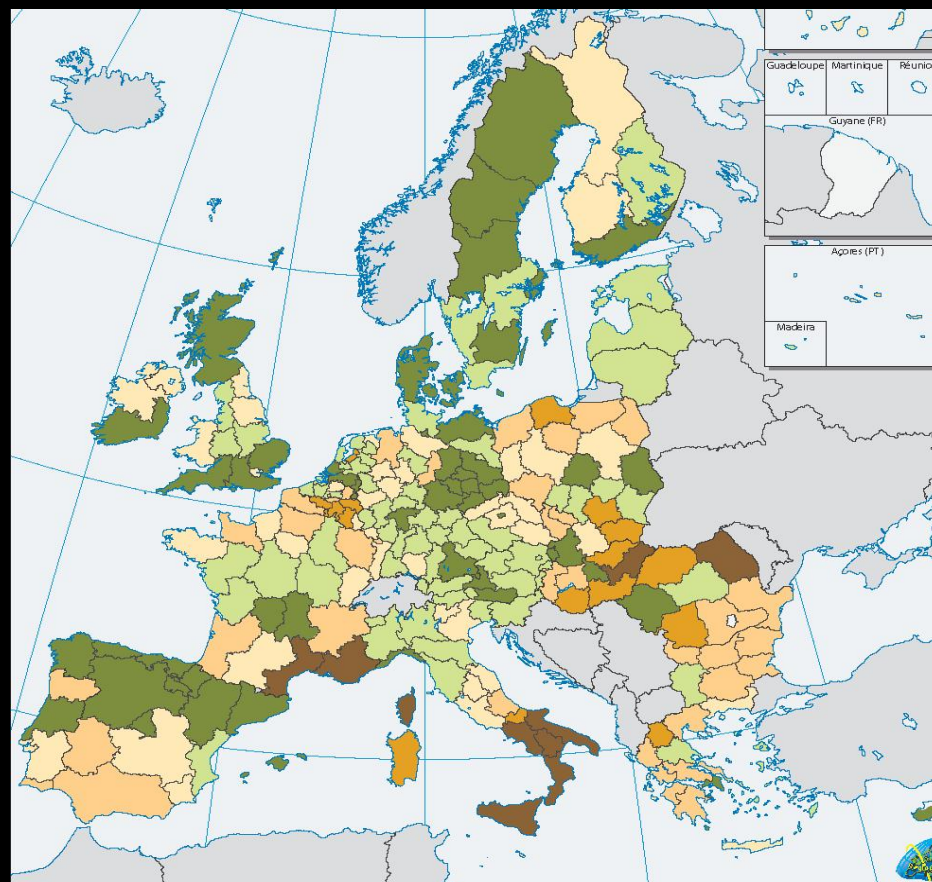 Guadeloupe
Martinique
Réunio
Guyane (FR)
Açores (PT)
Madeira